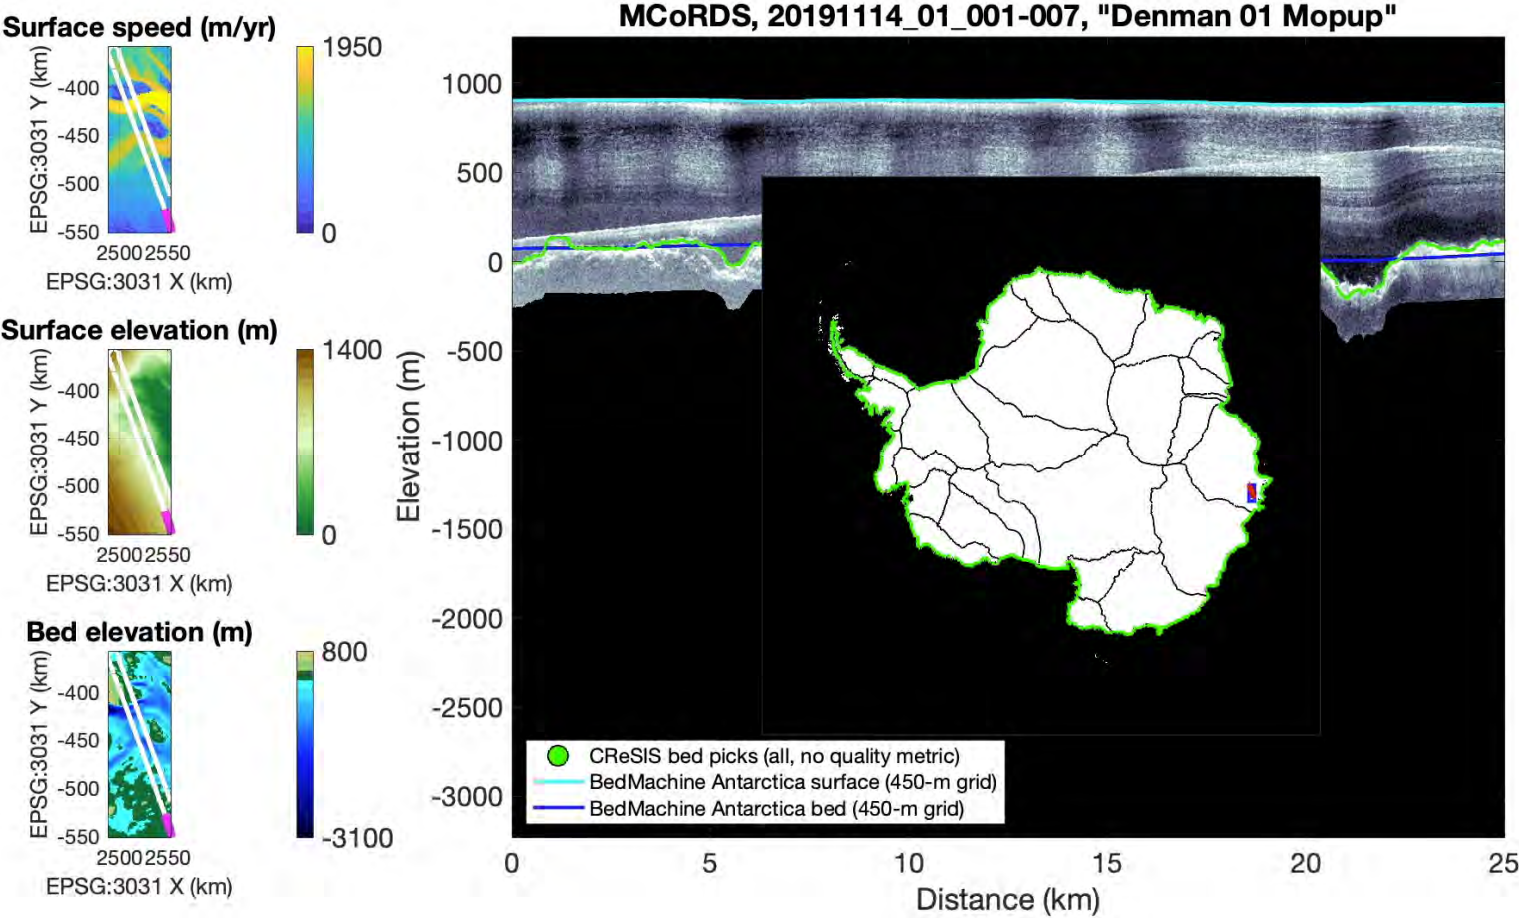 MCoRDS, 20191114_01_001-007, "Denman 01 Mopup"
Surface speed (m/yr)
1950
0
EPSG:3031 Y (km)
-400
-450
-500
-550
2500 2550
EPSG:3031 X (km)
Surface elevation (m)
1400
0
EPSG:3031 Y (km)
-400
-450
-500
-550
2500 2550
EPSG:3031 X (km)
Bed elevation (m)
800
-3100
EPSG:3031 Y (km)
-400
-450
-500
-550
2500 2550
EPSG:3031 X (km)
Elevation (m)
1000
500
0
-500
-1000
-1500
-2000
-2500
-3000
CReSIS bed picks (all, no quality metric)
BedMachine Antarctica surface (450-m grid)
BedMachine Antarctica bed (450-m grid)
0 5 10 15 20 25
Distance (km)